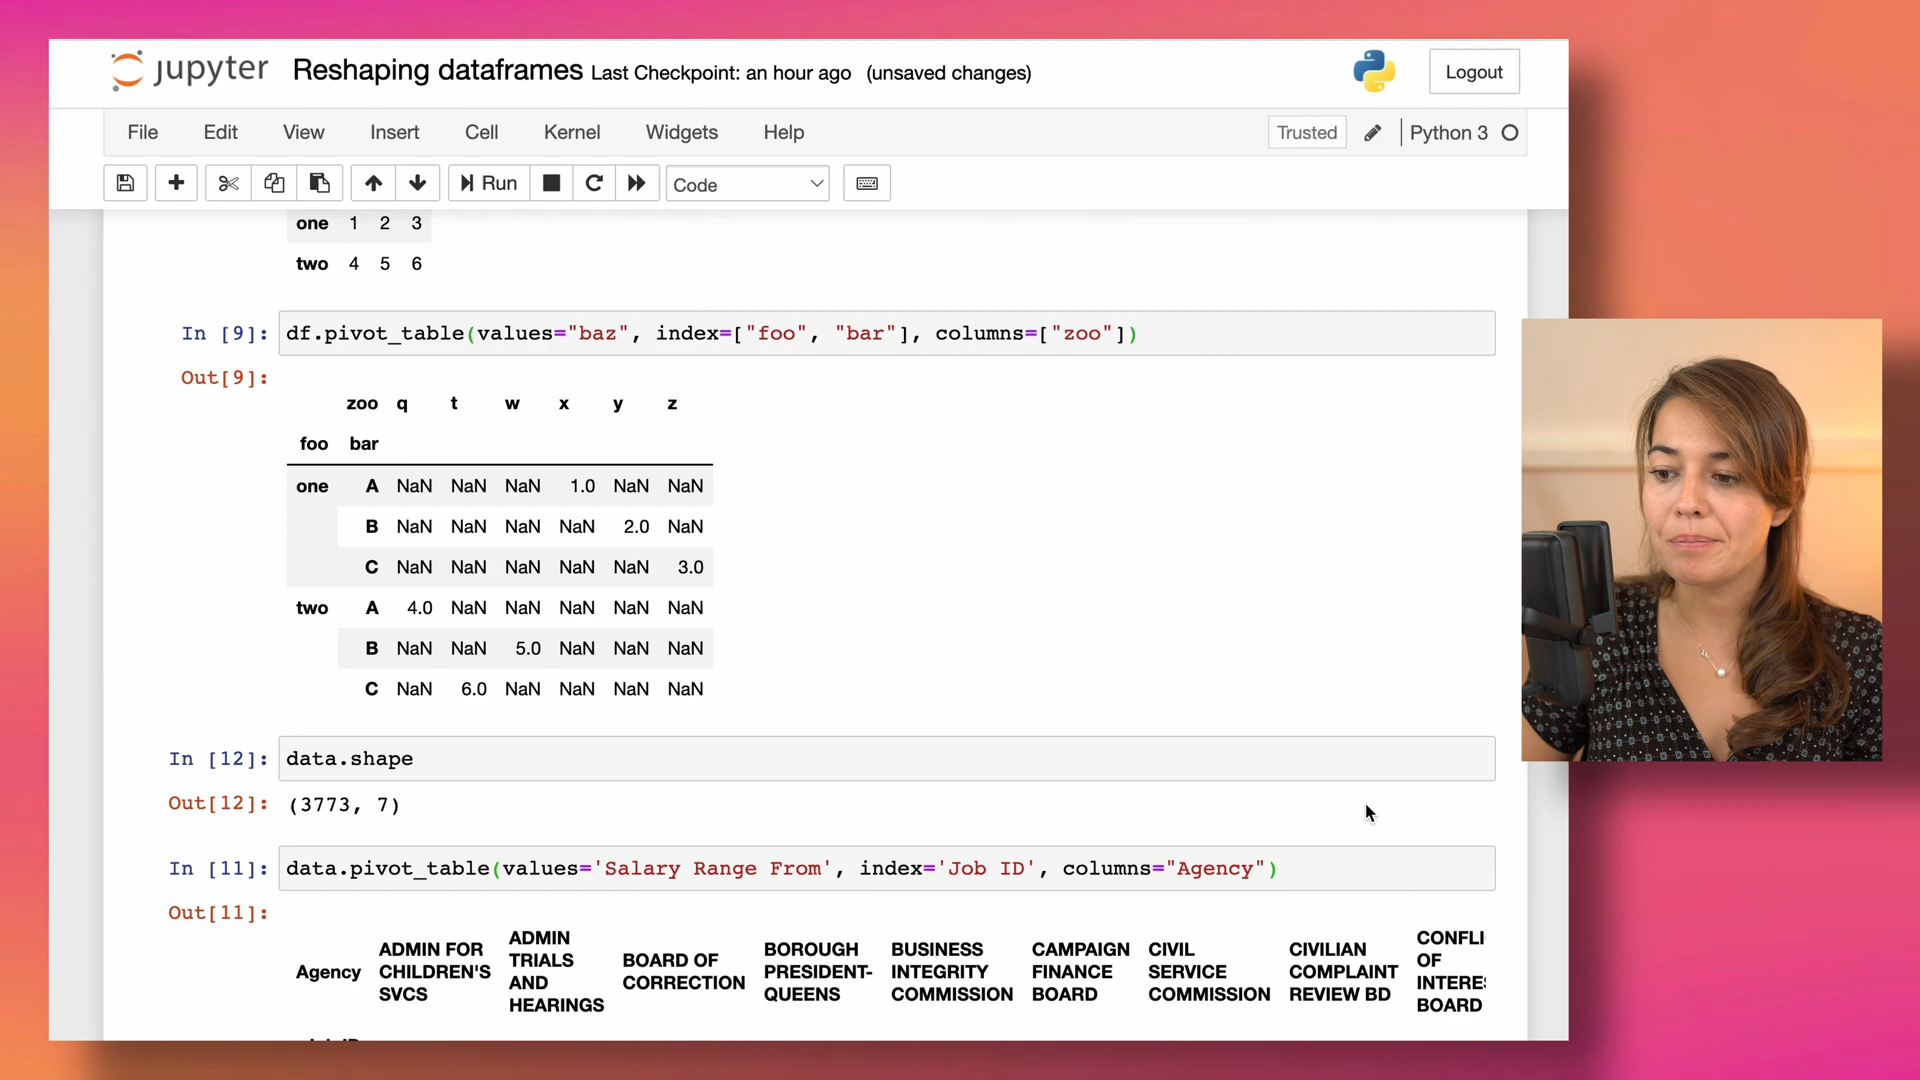 jupyter Reshaping dataframes Last Checkpoint: an hour ago (unsaved changes) Logout
File Edit View Insert Cell Kernel Widgets Help Trusted Python 3
Run Code
one 1 2 3
two 4 5 6
In [9]: df.pivot_table(values="baz", index=["foo", "bar"], columns=["zoo"])
Out[9]:
zoo q t w x y z
foo bar
one A NaN NaN NaN 1.0 NaN NaN
B NaN NaN NaN NaN 2.0 NaN
C NaN NaN NaN NaN NaN 3.0
two A 4.0 NaN NaN NaN NaN NaN
B NaN NaN 5.0 NaN NaN NaN
C NaN 6.0 NaN NaN NaN NaN
In [12]: data.shape
Out[12]: (3773, 7)
In [11]: data.pivot_table(values='Salary Range From', index='Job ID', columns="Agency")
Out[11]:
Agency
ADMIN FOR
CHILDREN'S
SVCS
ADMIN
TRIALS
AND
HEARINGS
BOARD OF
CORRECTION
BOROUGH
PRESIDENT-
QUEENS
BUSINESS
INTEGRITY
COMMISSION
CAMPAIGN
FINANCE
BOARD
CIVIL
SERVICE
COMMISSION
CIVILIAN
COMPLAINT
REVIEW BD
CONFLI
OF
INTERE
BOARD